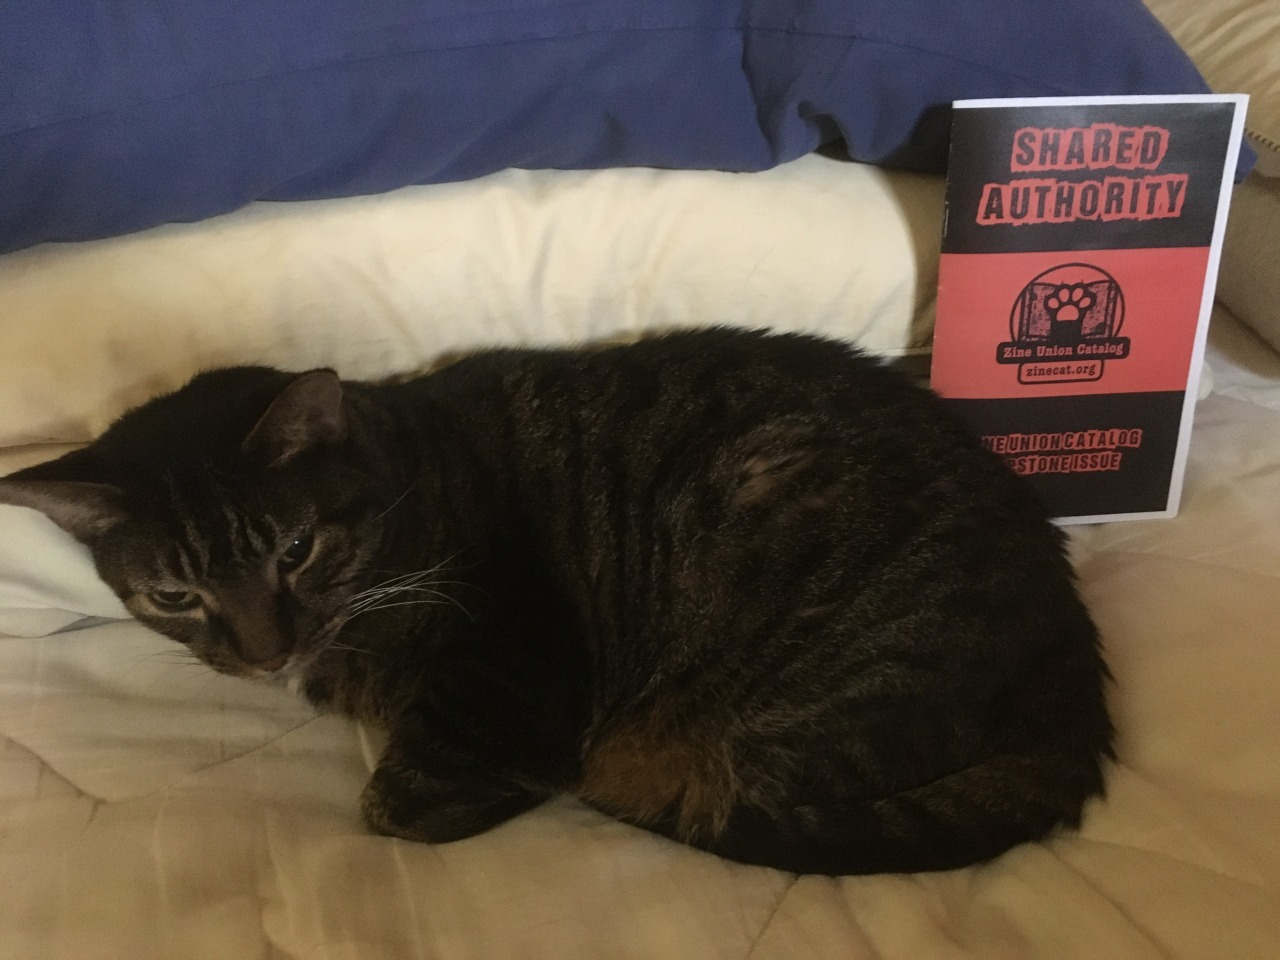 SHARED
AUTHORITY
Zine Union Catalog
zinecat.org
UNION CATALOG
ISSUE